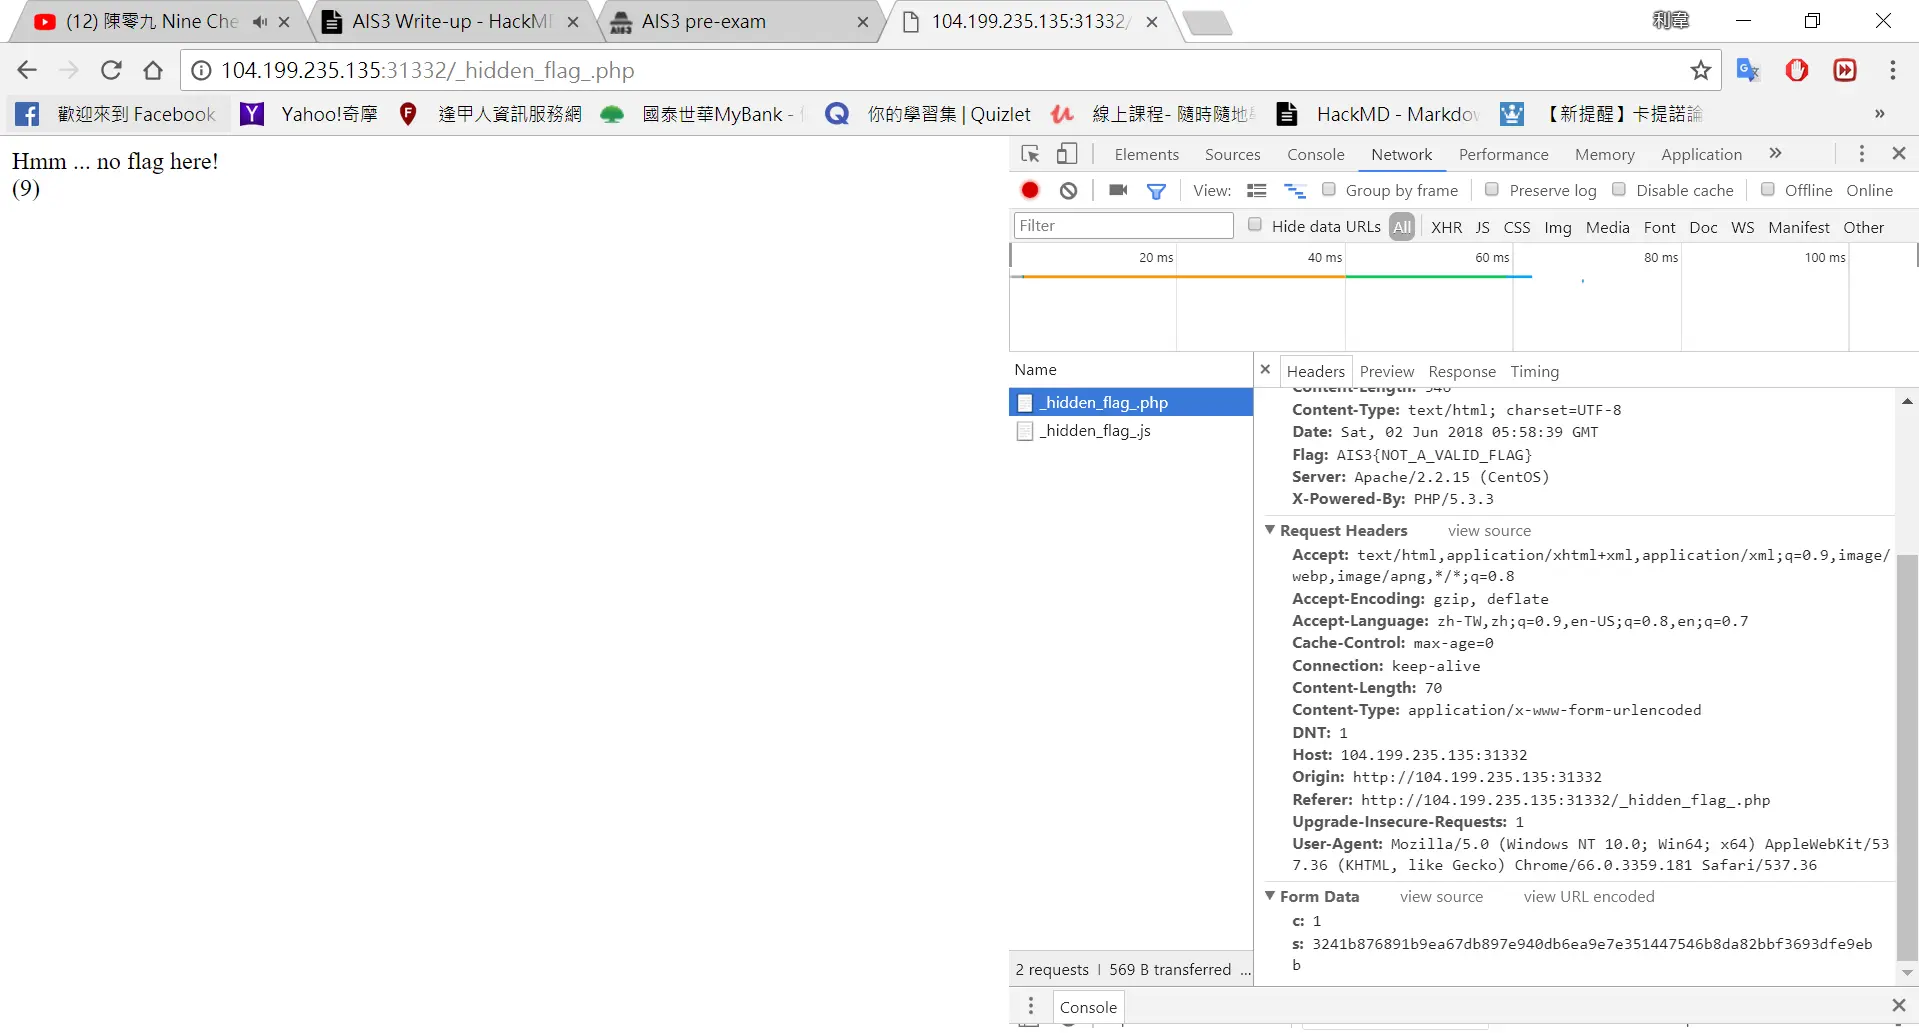 (12) 陳零九 Nine Che
AIS3 Write-up - HackMD
AIS3 pre-exam
104.199.235.135:31332/
利韋
104.199.235.135:31332/_hidden_flag_.php
歡迎來到 Facebook
Yahoo!奇摩
逢甲人資訊服務網
國泰世華MyBank -
你的學習集 | Quizlet
線上課程- 隨時隨地
HackMD - Markdow
【新提醒】卡提諾論
»
Hmm ... no flag here!
(9)
Elements Sources Console Network Performance Memory Application »
View: Group by frame Preserve log Disable cache Offline Online
Filter Hide data URLs All XHR JS CSS Img Media Font Doc WS Manifest Other
20 ms 40 ms 60 ms 80 ms 100 ms
Name
_hidden_flag_.php
_hidden_flag_.js
2 requests | 569 B transferred ...
Headers Preview Response Timing
Content-Length: 346
Content-Type: text/html; charset=UTF-8
Date: Sat, 02 Jun 2018 05:58:39 GMT
Flag: AIS3{NOT_A_VALID_FLAG}
Server: Apache/2.2.15 (CentOS)
X-Powered-By: PHP/5.3.3
Request Headers view source
Accept: text/html,application/xhtml+xml,application/xml;q=0.9,image/
webp,image/apng,*/*;q=0.8
Accept-Encoding: gzip, deflate
Accept-Language: zh-TW,zh;q=0.9,en-US;q=0.8,en;q=0.7
Cache-Control: max-age=0
Connection: keep-alive
Content-Length: 70
Content-Type: application/x-www-form-urlencoded
DNT: 1
Host: 104.199.235.135:31332
Origin: http://104.199.235.135:31332
Referer: http://104.199.235.135:31332/_hidden_flag_.php
Upgrade-Insecure-Requests: 1
User-Agent: Mozilla/5.0 (Windows NT 10.0; Win64; x64) AppleWebKit/53
7.36 (KHTML, like Gecko) Chrome/66.0.3359.181 Safari/537.36
Form Data view source view URL encoded
c: 1
s: 3241b876891b9ea67db897e940db6ea9e7e351447546b8da82bbf3693dfe9eb
b
Console